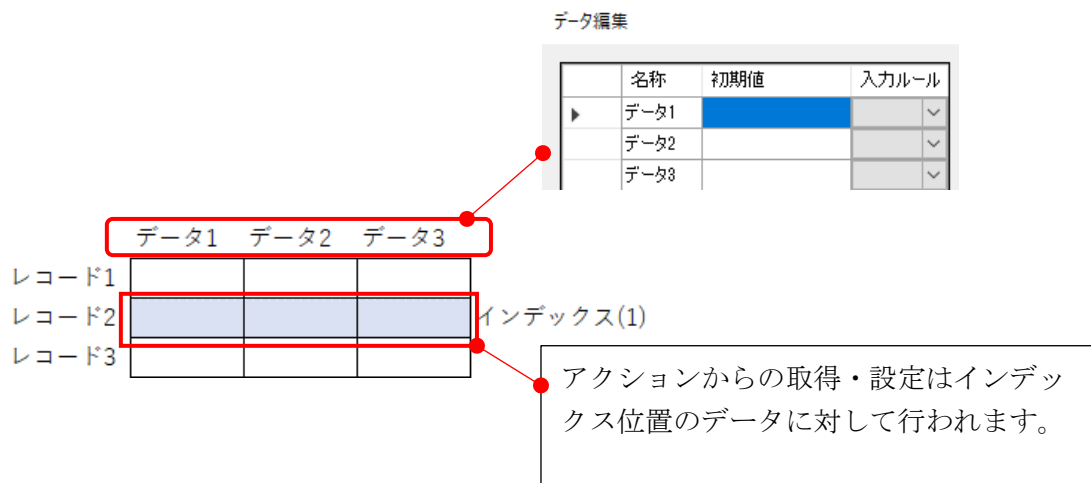 データ編集
名称 初期値 入力ルール
データ1
データ2
データ3
データ1 データ2 データ3
レコード1
レコード2 インデックス(1)
レコード3
アクションからの取得・設定はインデッ
クス位置のデータに対して行われます。